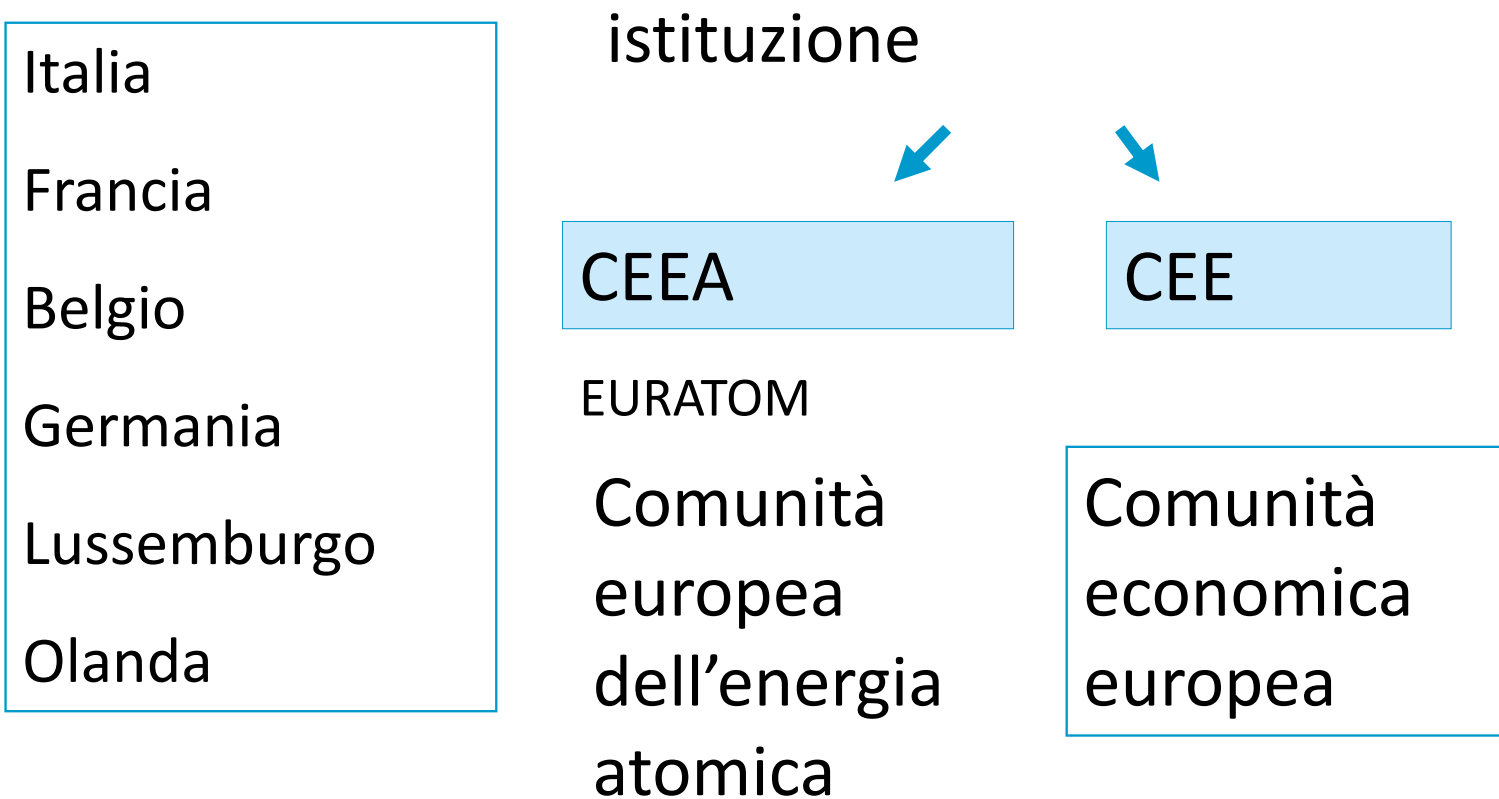 Italia
Francia
Belgio
Germania
Lussemburgo
Olanda
istituzione
CEEA
EURATOM
Comunità
europea
dell’energia
atomica
CEE
Comunità
economica
europea